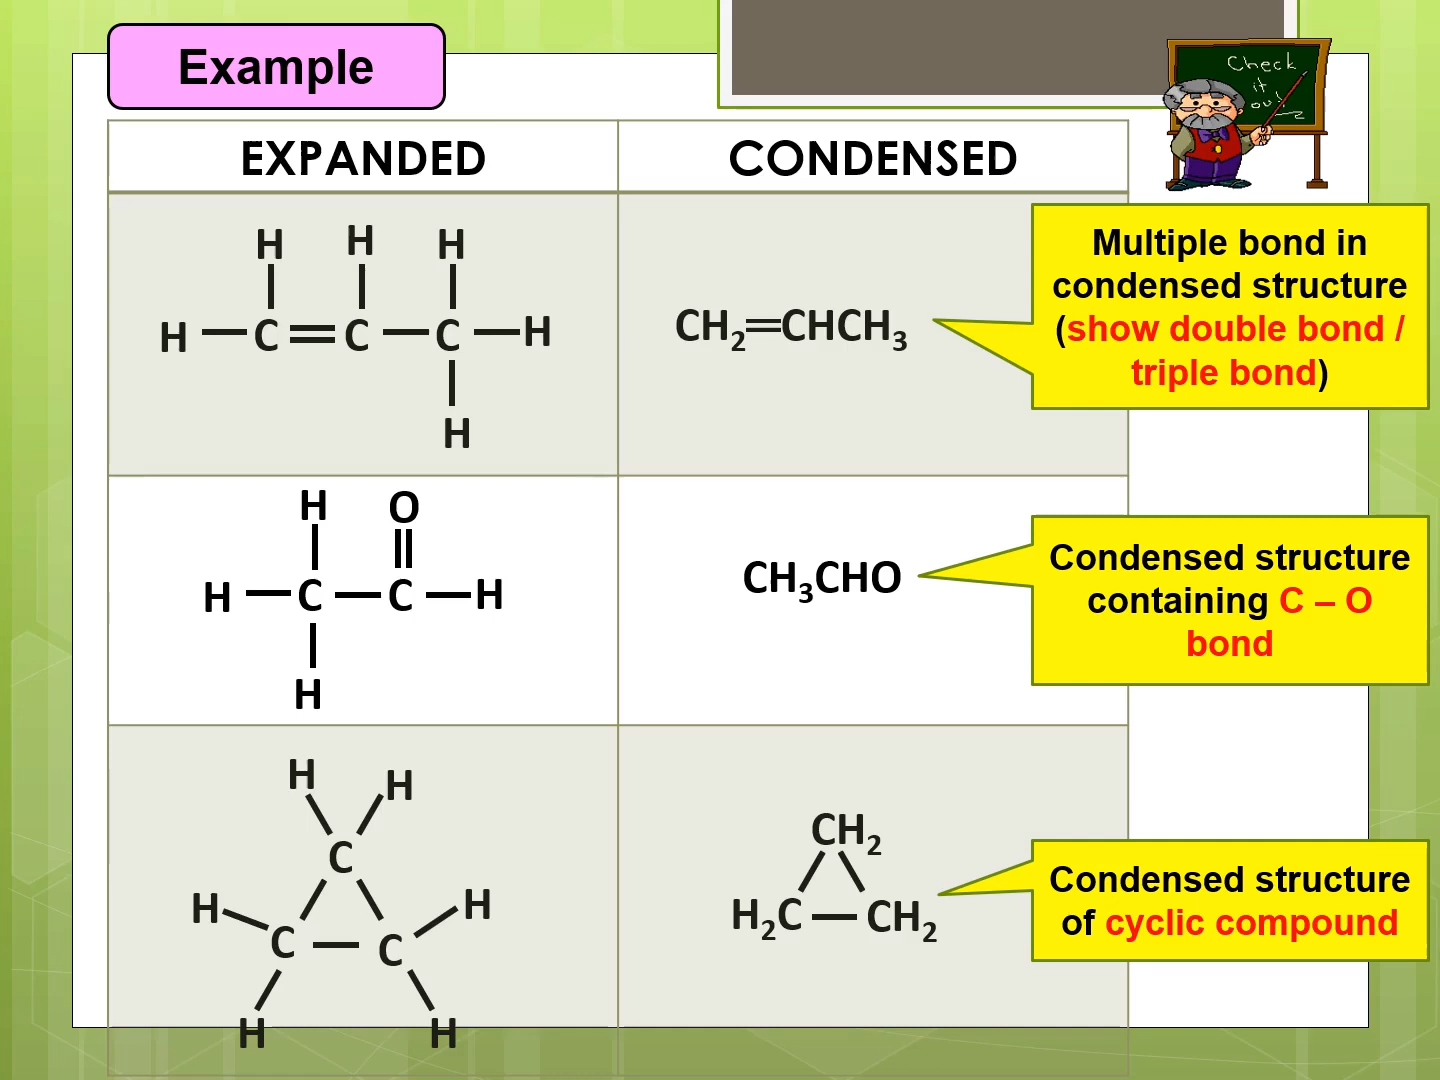 Example
Check
it
out
EXPANDED CONDENSED
H H H
H — C = C — C — H
H
CH₂=CHCH₃
Multiple bond in
condensed structure
(show double bond /
triple bond)
H O
H — C — C — H
H
CH₃CHO
Condensed structure
containing C – O
bond
H H
C
H H
C — C
H H
CH₂
H₂C — CH₂
Condensed structure
of cyclic compound